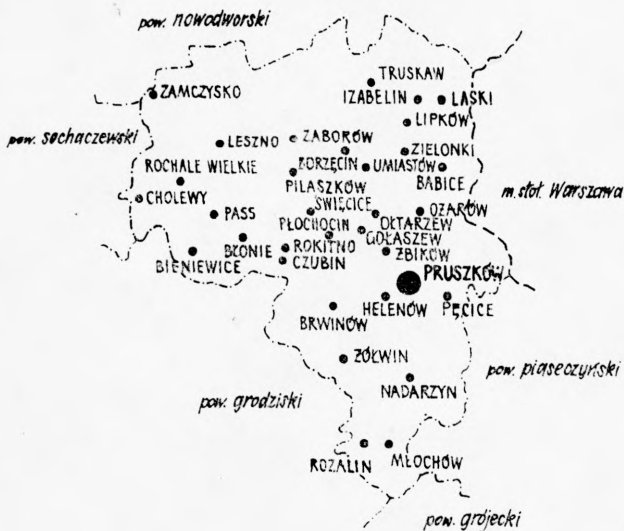 pow. nowodworski
TRUSKAW
ZAMCZYSKO
IZABELIN
LASKI
LIPKÓW
pow. sochaczewski
LESZNO
ZABORÓW
ZIELONKI
ROCHALE WIELKIE
BORZĘCIN
UMIASTÓW
BABICE
PILASZKÓW
m. stoł. Warszawa
CHOLEWY
ŚWIĘCICE
PASS
OŻARÓW
PŁOCHOCIN
OŁTARZEW
GOŁASZEW
BŁONIE
ROKITNO
ŻBIKÓW
BIENIEWICE
CZUBIN
PRUSZKÓW
HELENÓW
PĘCICE
BRWINÓW
ŻÓŁWIN
pow. piaseczyński
NADARZYN
pow. grodziski
ROZALIN
MŁOCHÓW
pow. grójecki